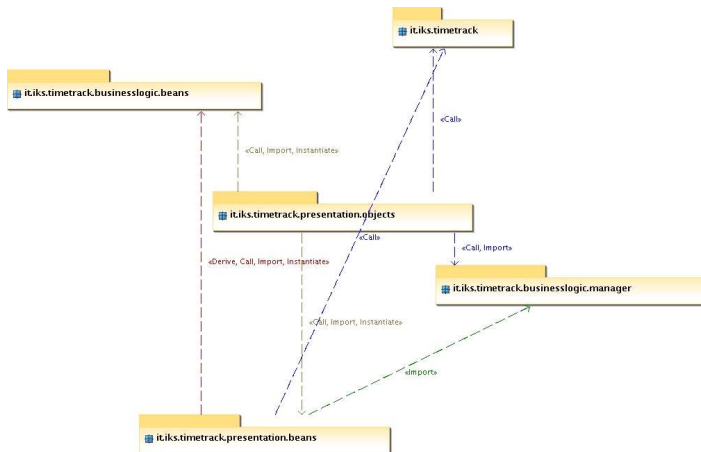 it.iks.timetrack
it.iks.timetrack.businesslogic.beans
«Call»
«Call, Import, Instantiate»
it.iks.timetrack.presentation.objects
«Call»
«Call, Import»
«Derive, Call, Import, Instantiate»
it.iks.timetrack.businesslogic.manager
«Call, Import, Instantiate»
«Import»
it.iks.timetrack.presentation.beans